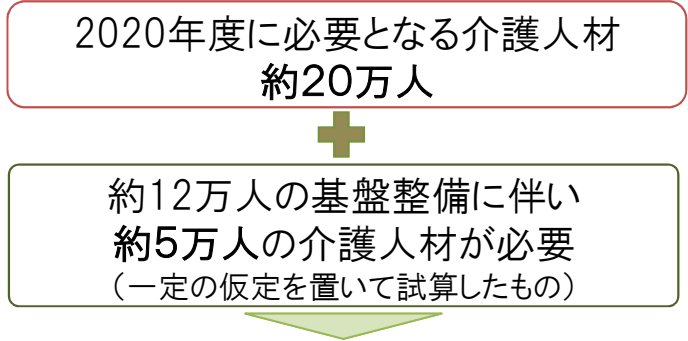 2020年度に必要となる介護人材
約20万人
約12万人の基盤整備に伴い
約5万人の介護人材が必要
（一定の仮定を置いて試算したもの）